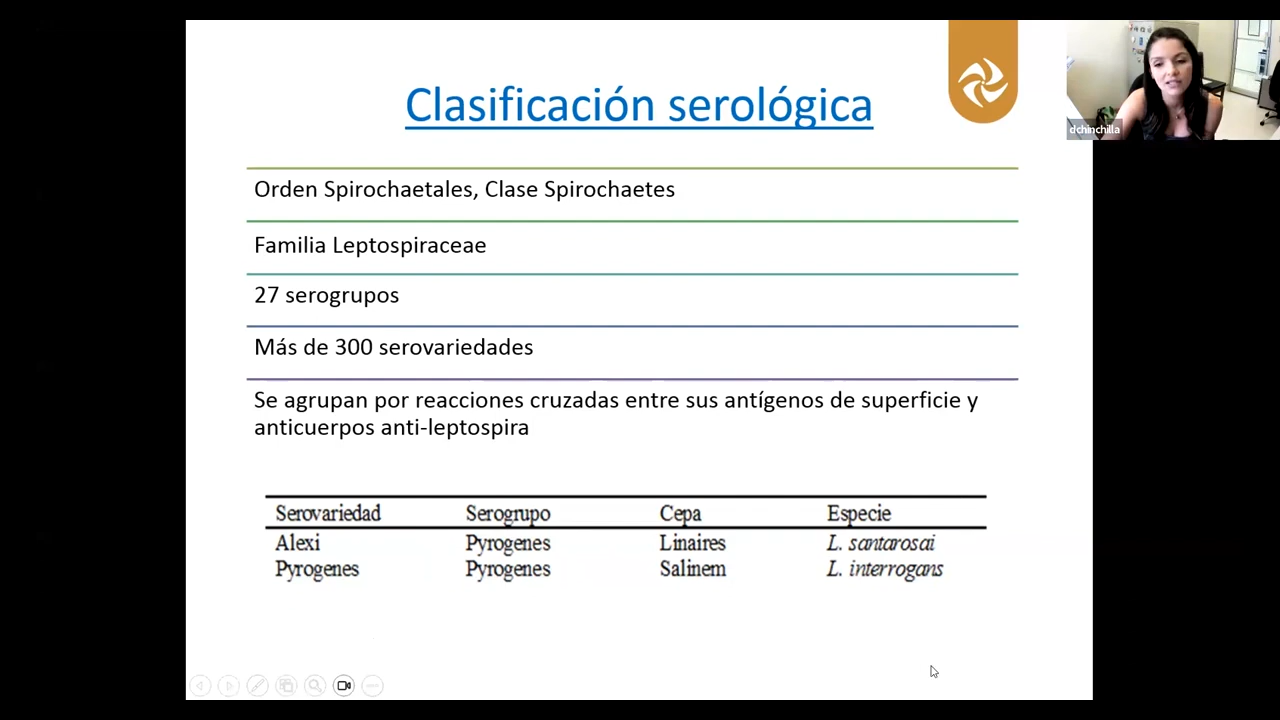 Clasificación serológica
dchinchilla
Orden Spirochaetales, Clase Spirochaetes
Familia Leptospiraceae
27 serogrupos
Más de 300 serovariedades
Se agrupan por reacciones cruzadas entre sus antígenos de superficie y
anticuerpos anti-leptospira
Serovariedad Serogrupo Cepa Especie
Alexi Pyrogenes Linaires L. santarosai
Pyrogenes Pyrogenes Salinem L. interrogans